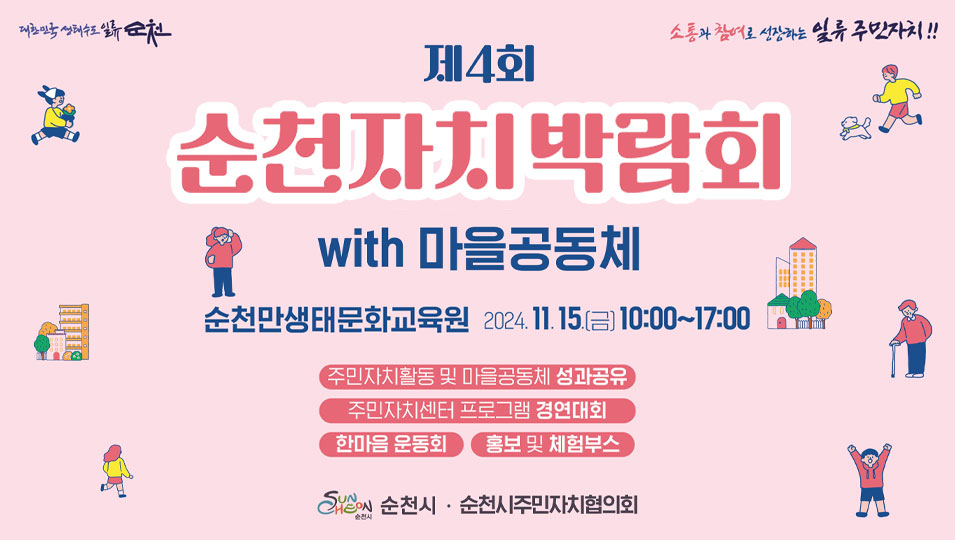 대한민국 생태수도 일류 순천
소통과 참여로 성장하는 일류 주민자치!!
제4회
순천자치박람회
with 마을공동체
순천만생태문화교육원 2024. 11. 15.(금) 10:00~17:00
주민자치활동 및 마을공동체 성과공유
주민자치센터 프로그램 경연대회
한마음 운동회 홍보 및 체험부스
SUNCHEON 순천시 순천시 · 순천시주민자치협의회